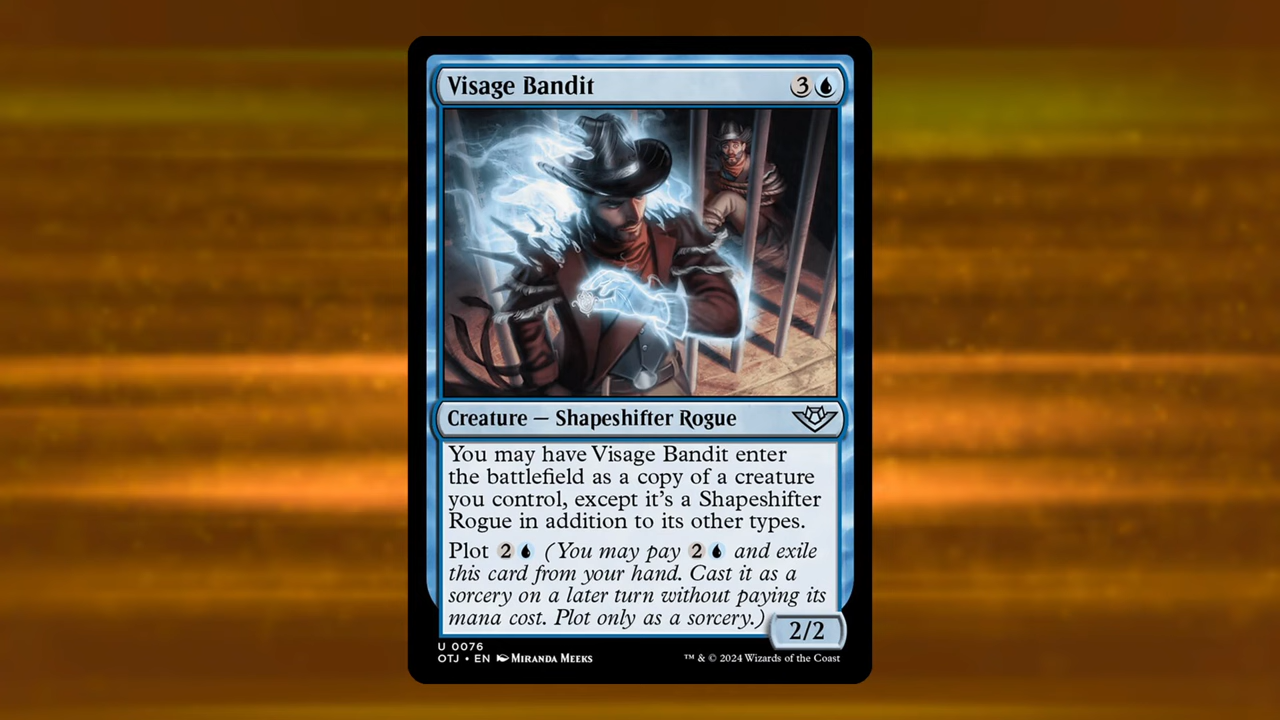 Visage Bandit 3
Creature — Shapeshifter Rogue
You may have Visage Bandit enter
the battlefield as a copy of a creature
you control, except it's a Shapeshifter
Rogue in addition to its other types.
Plot 2 (You may pay 2 and exile
this card from your hand. Cast it as a
sorcery on a later turn without paying its
mana cost. Plot only as a sorcery.)
2/2
U 0076
OTJ • EN Miranda Meeks
™ & © 2024 Wizards of the Coast